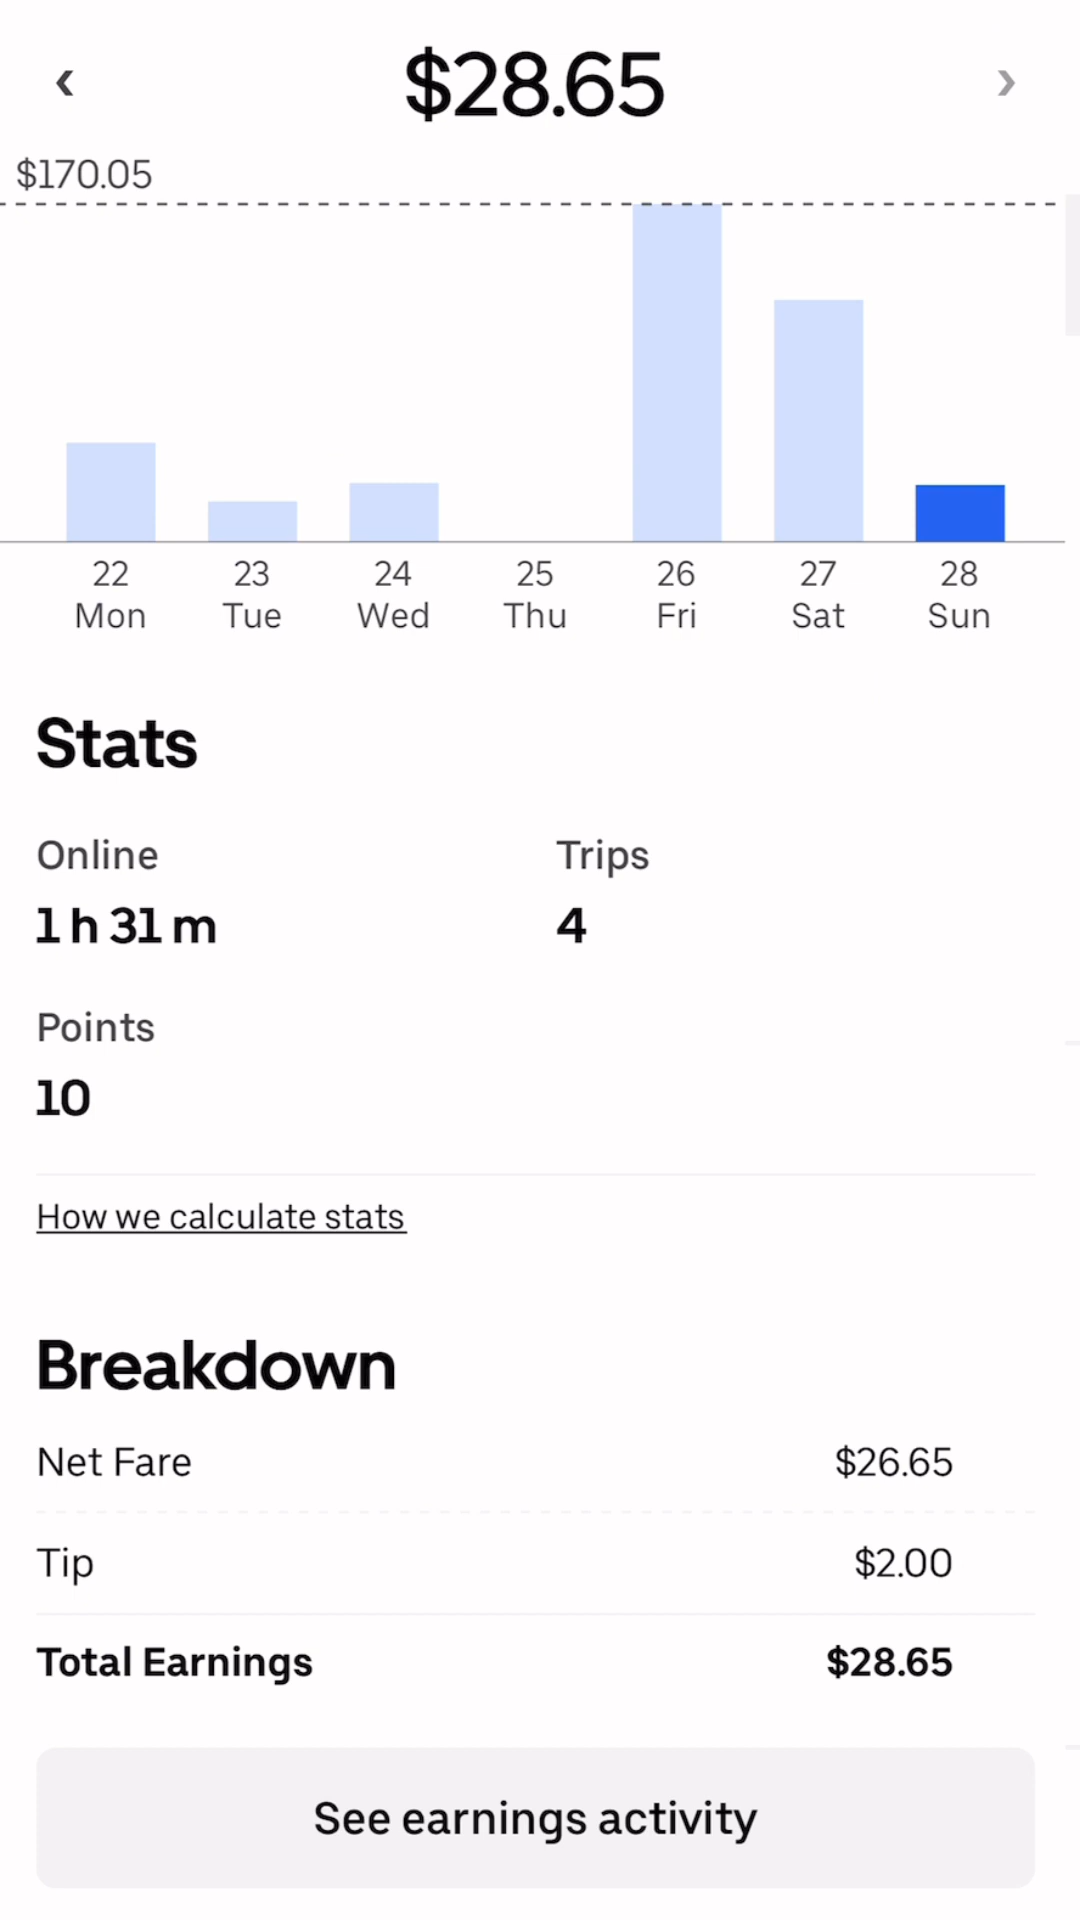 ‹ $28.65 ›
$170.05
22 23 24 25 26 27 28
Mon Tue Wed Thu Fri Sat Sun
Stats
Online Trips
1 h 31 m 4
Points
10
How we calculate stats
Breakdown
Net Fare $26.65
Tip $2.00
Total Earnings $28.65
See earnings activity